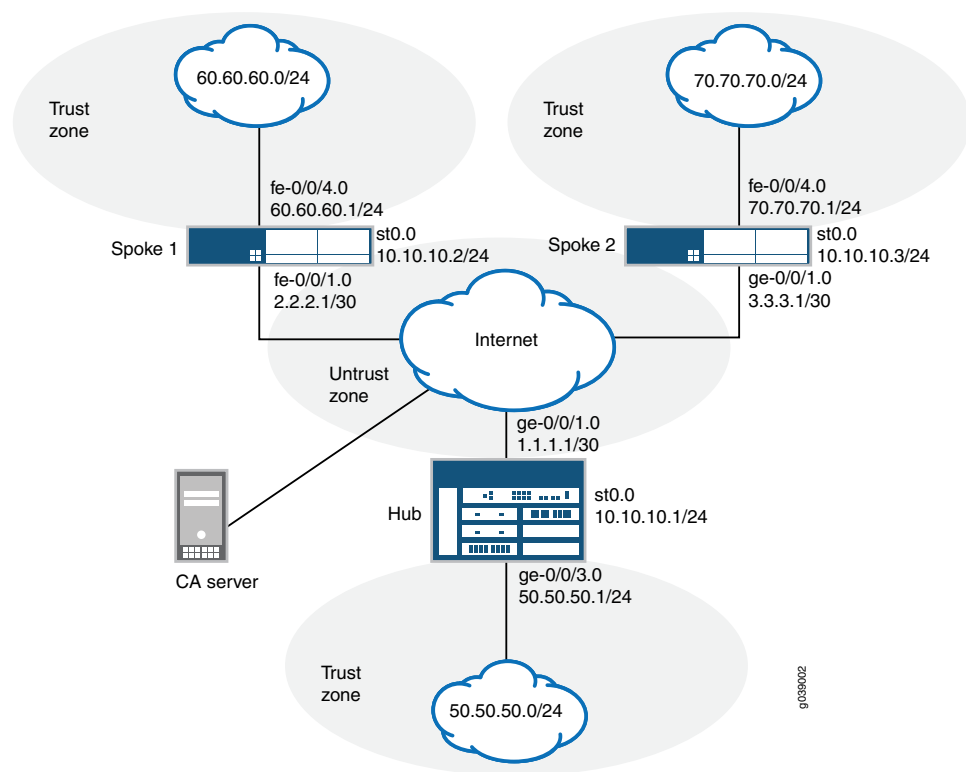 60.60.60.0/24
70.70.70.0/24
Trust
zone
Trust
zone
fe-0/0/4.0
60.60.60.1/24
fe-0/0/4.0
70.70.70.1/24
Spoke 1
st0.0
10.10.10.2/24
Spoke 2
st0.0
10.10.10.3/24
fe-0/0/1.0
2.2.2.1/30
ge-0/0/1.0
3.3.3.1/30
Internet
Untrust
zone
ge-0/0/1.0
1.1.1.1/30
Hub
st0.0
10.10.10.1/24
CA server
ge-0/0/3.0
50.50.50.1/24
Trust
zone
50.50.50.0/24
g039002